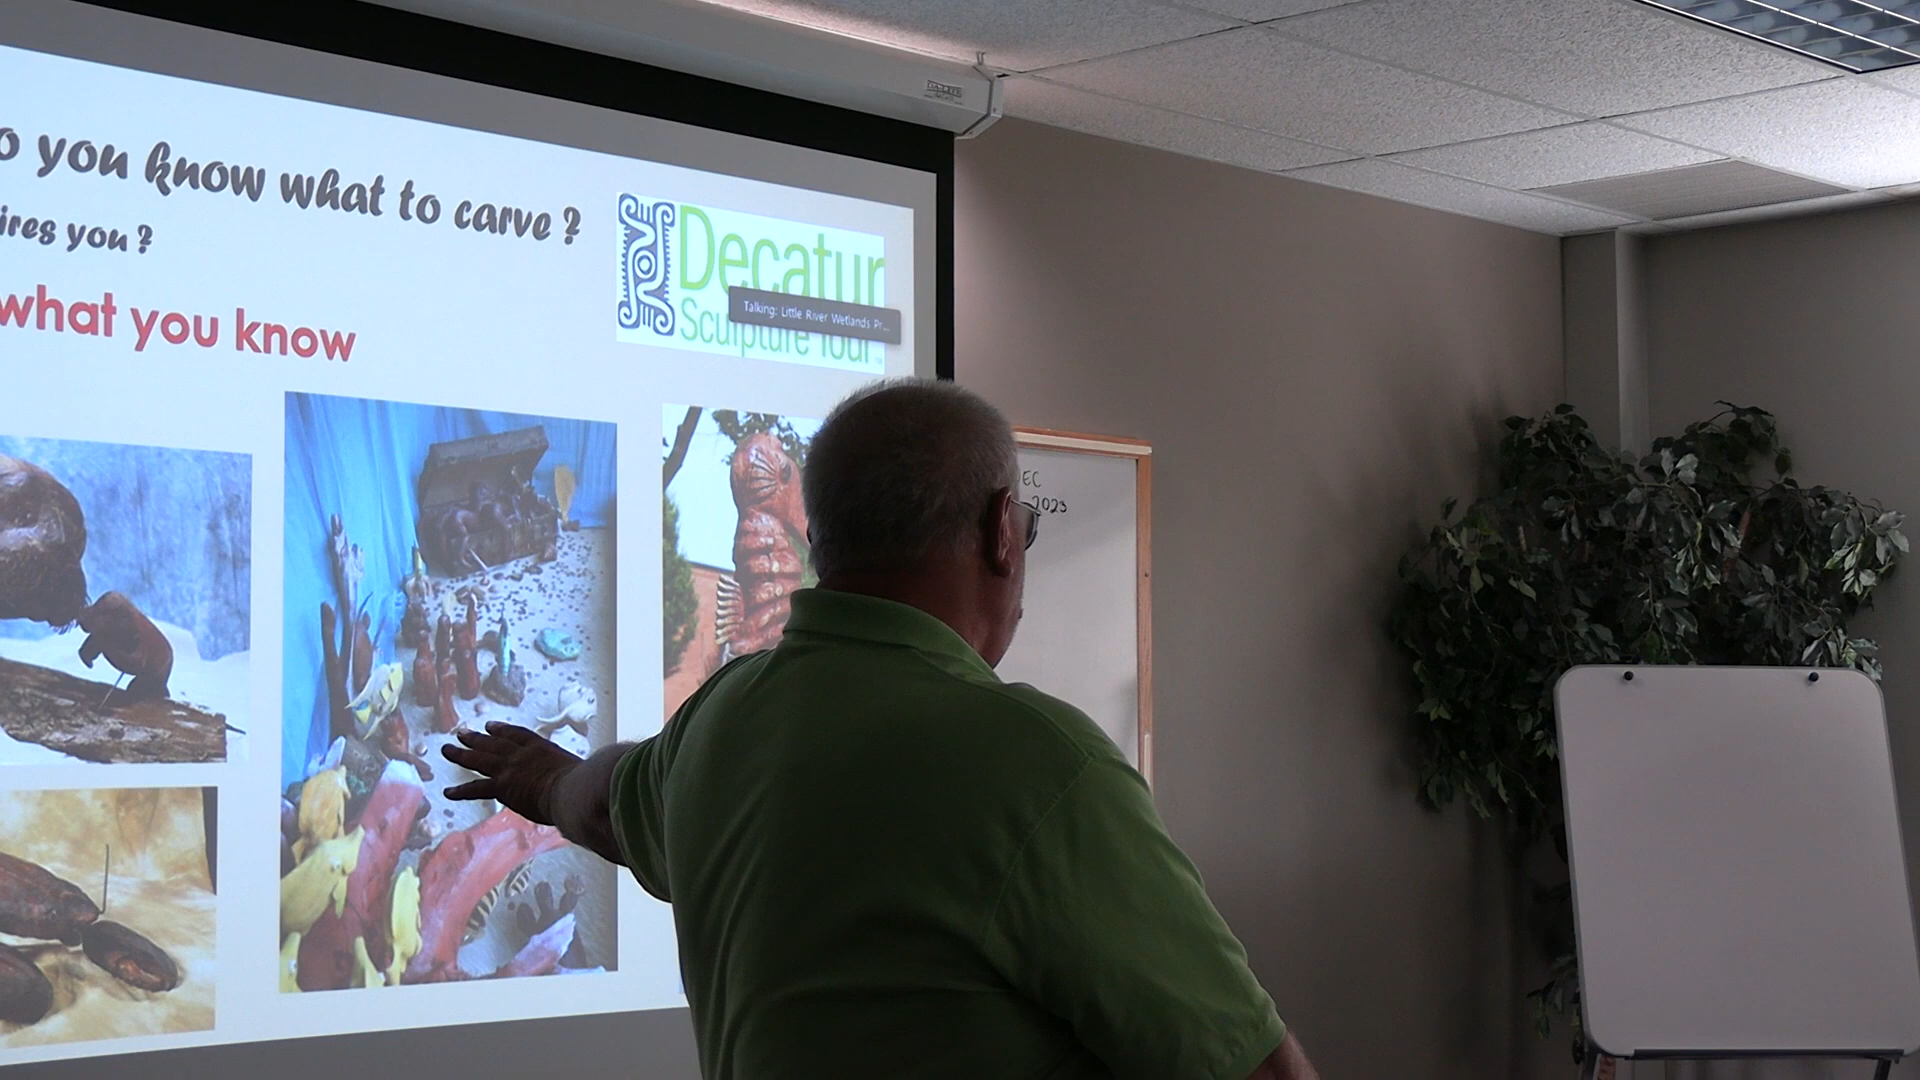 o you know what to carve?
ires you?
what you know
Decatur
Sculpture Tour
Talking: Little River Wetlands Pr...
EC
2023